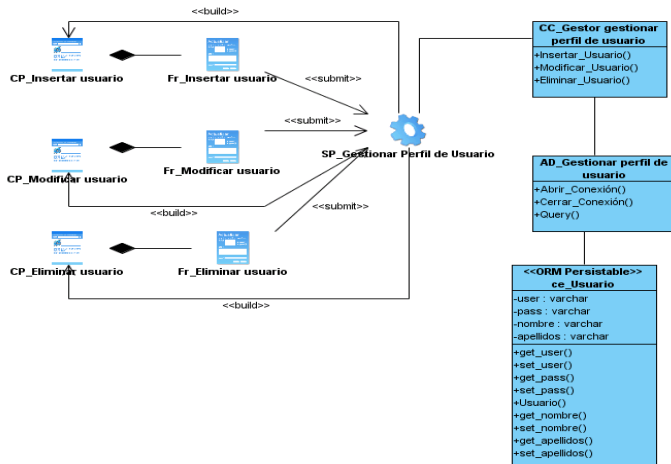 <<build>>
CP_Insertar usuario
Fr_Insertar usuario
<<submit>>
<<submit>>
SP_Gestionar Perfil de Usuario
CP_Modificar usuario
Fr_Modificar usuario
<<build>>
<<submit>>
CP_Eliminar usuario
Fr_Eliminar usuario
<<build>>
CC_Gestor gestionar
perfil de usuario
+Insertar_Usuario()
+Modificar_Usuario()
+Eliminar_Usuario()
AD_Gestionar perfil de
usuario
+Abrir_Conexión()
+Cerrar_Conexión()
+Query()
<<ORM Persistable>>
ce_Usuario
-user : varchar
-pass : varchar
-nombre : varchar
-apellidos : varchar
+get_user()
+set_user()
+get_pass()
+set_pass()
+Usuario()
+get_nombre()
+set_nombre()
+get_apellidos()
+set_apellidos()